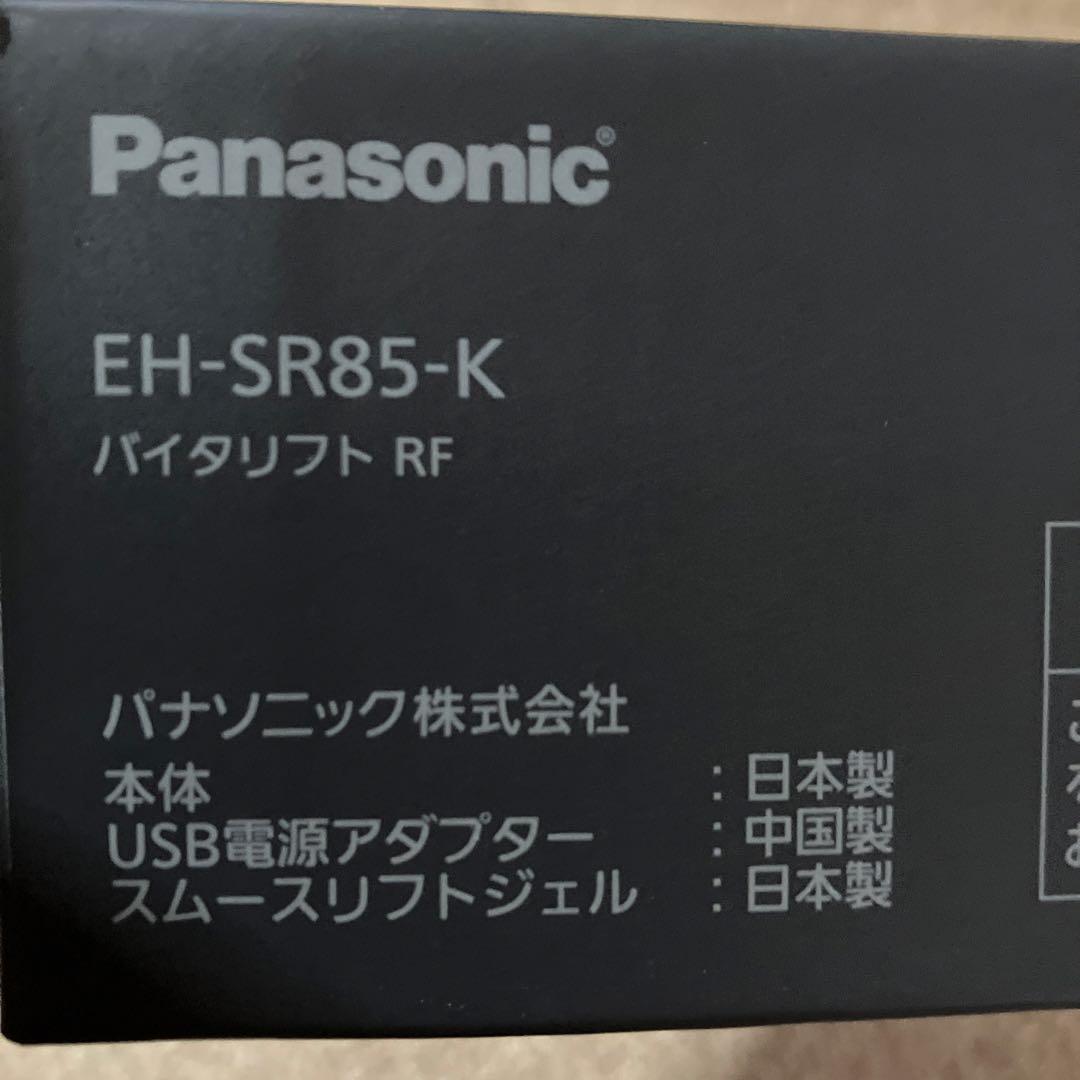 Panasonic®
EH-SR85-K
バイタリフト RF
パナソニック株式会社
本体 : 日本製
USB電源アダプター : 中国製
スムースリフトジェル : 日本製